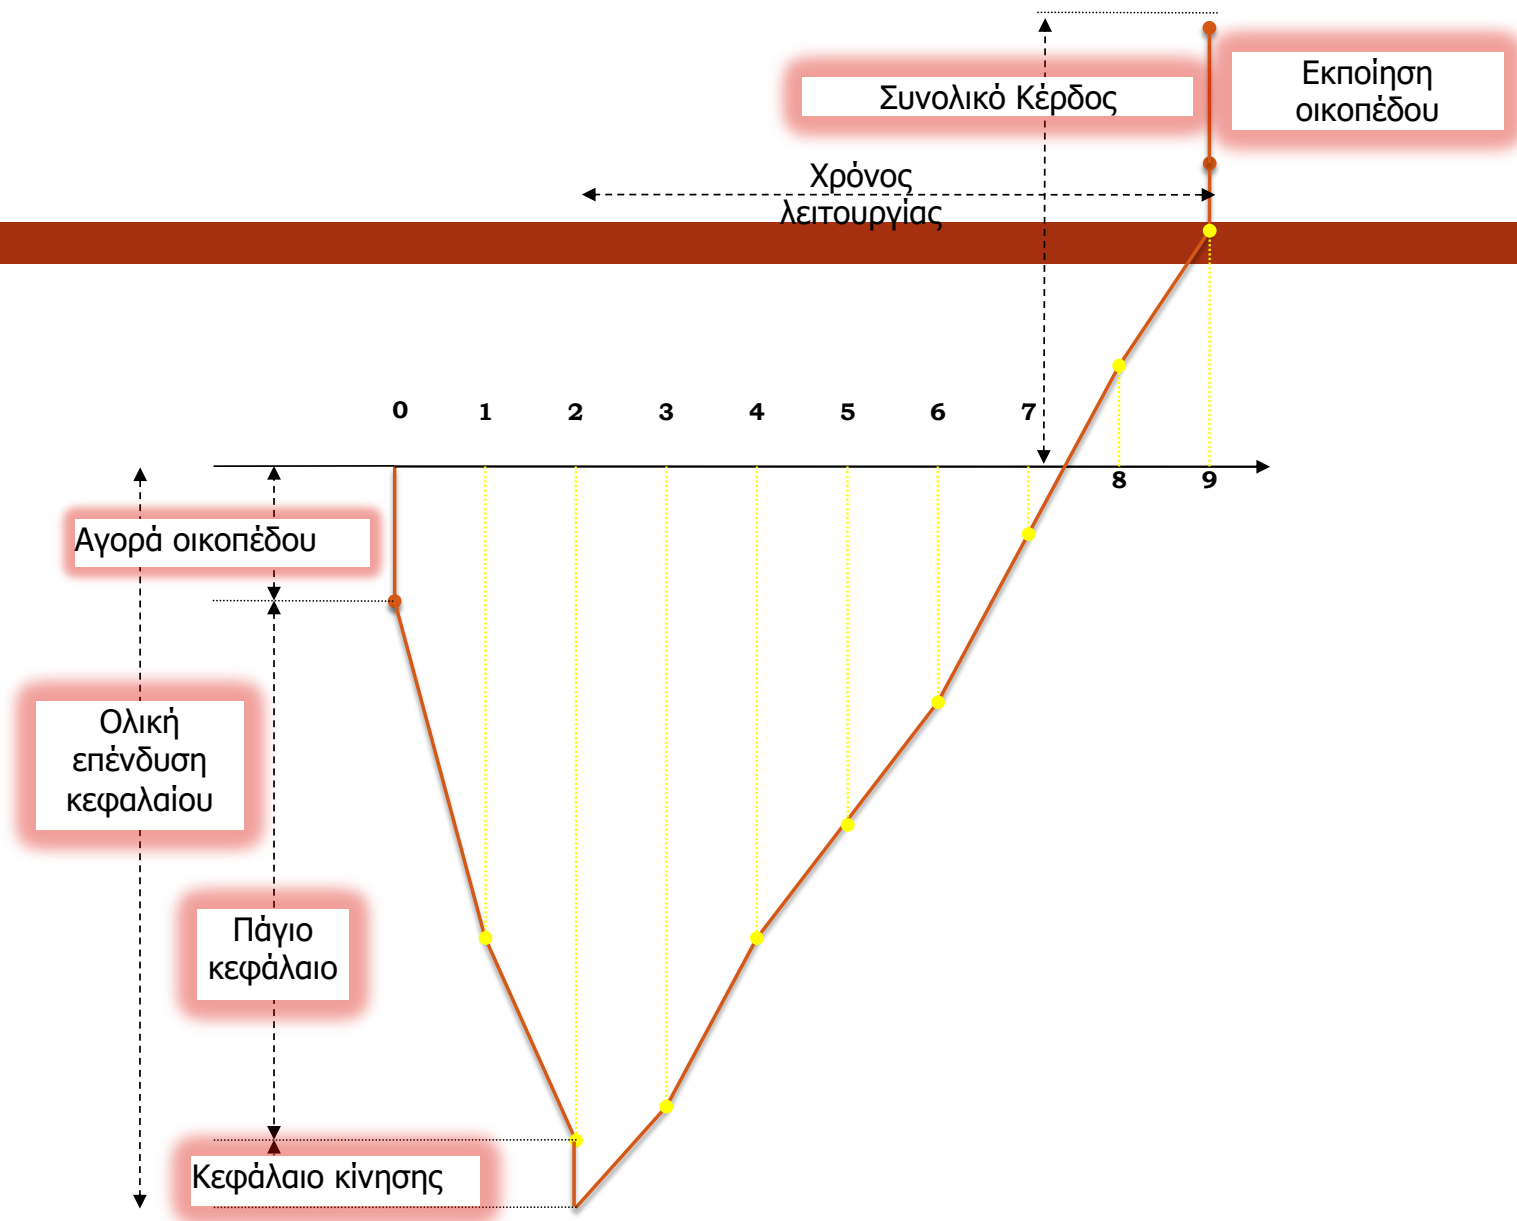 Συνολικό Κέρδος
Εκποίηση
οικοπέδου
Χρόνος
λειτουργίας
0 1 2 3 4 5 6 7
8 9
Αγορά οικοπέδου
Ολική
επένδυση
κεφαλαίου
Πάγιο
κεφάλαιο
Κεφάλαιο κίνησης